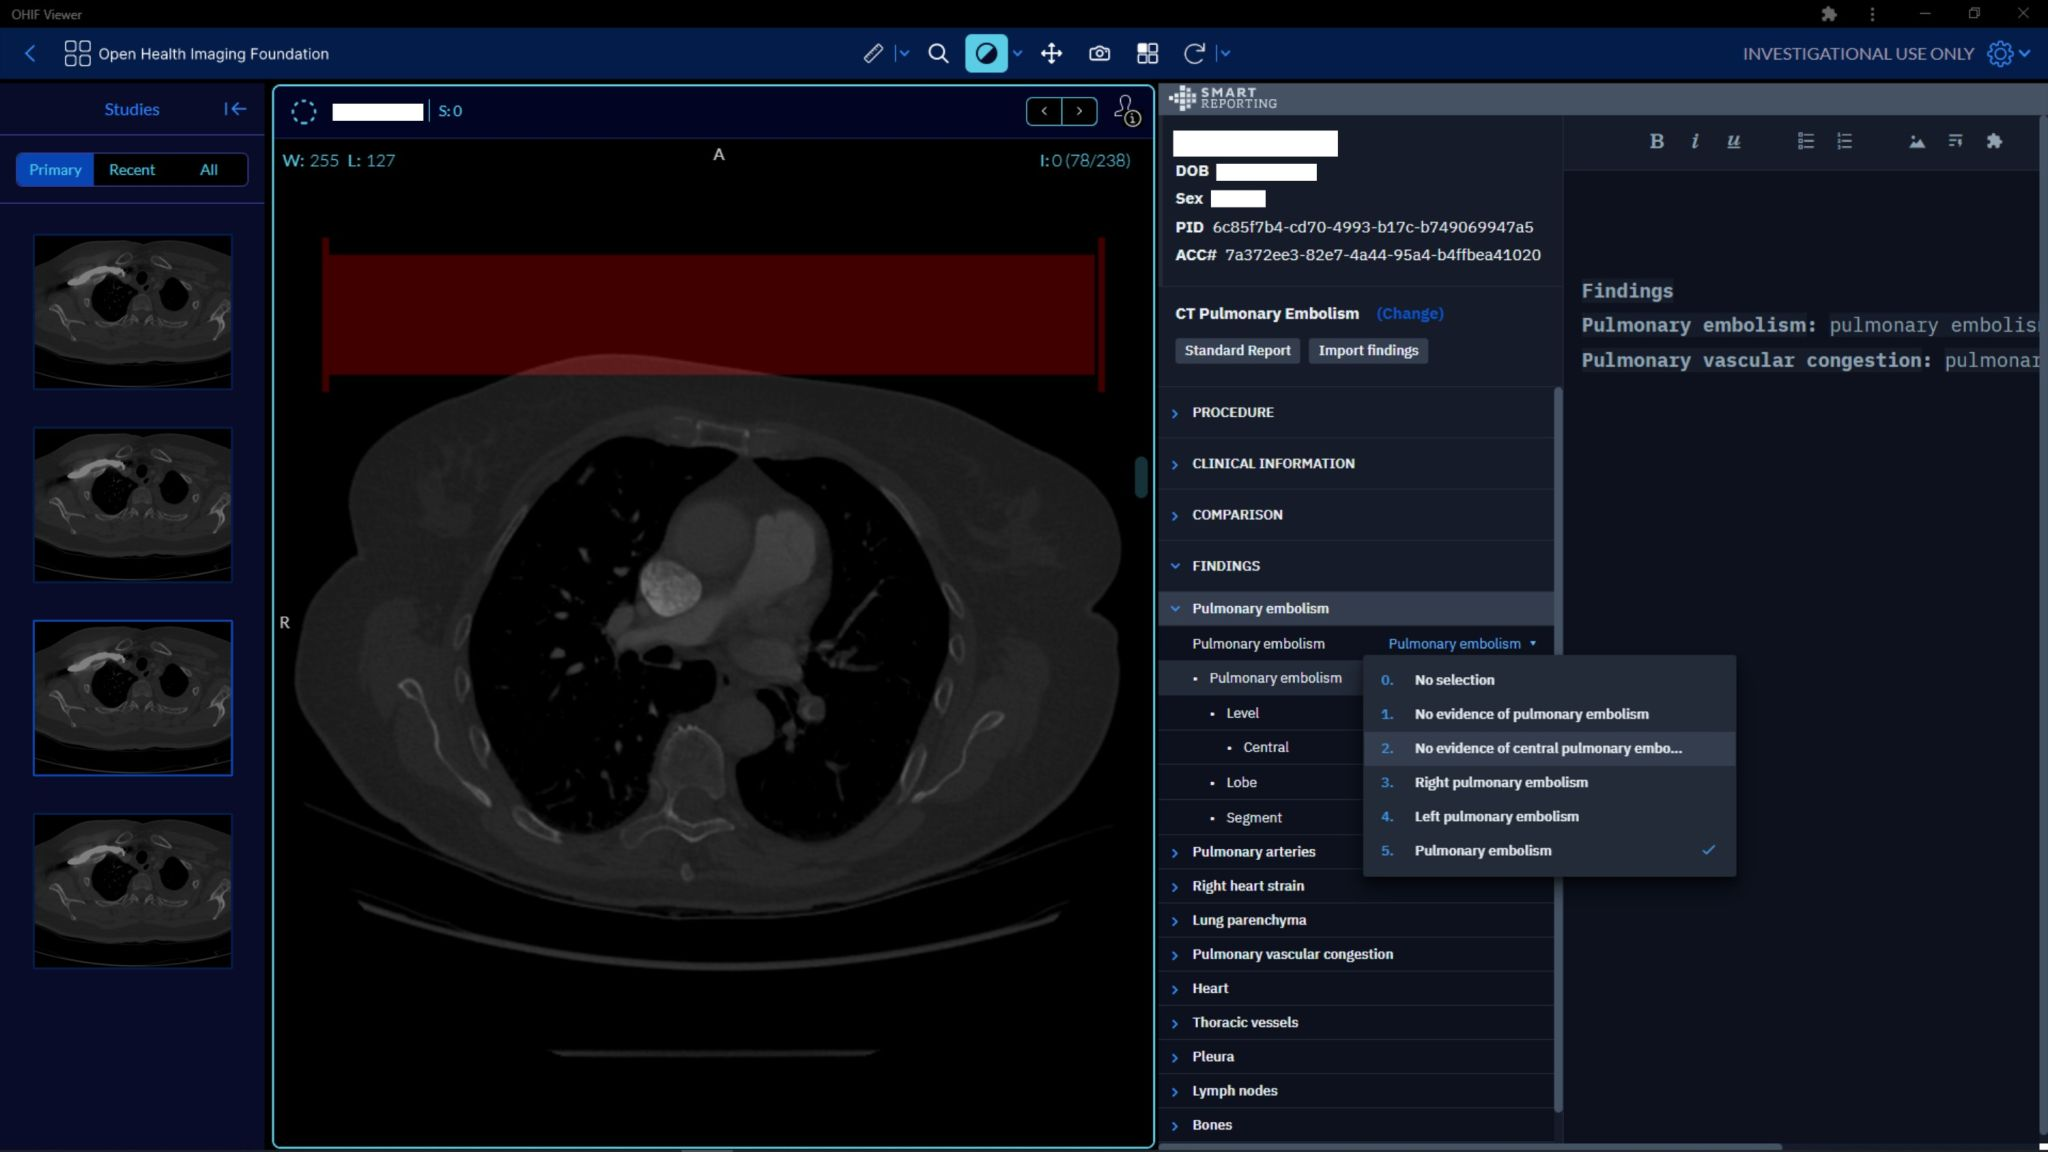 OHIF Viewer
Open Health Imaging Foundation
INVESTIGATIONAL USE ONLY
Studies
Primary Recent All
S: 0
W: 255 L: 127
A
I: 0 (78/238)
R
SMART
REPORTING
DOB
Sex
PID 6c85f7b4-cd70-4993-b17c-b749069947a5
ACC# 7a372ee3-82e7-4a44-95a4-b4ffbea41020
CT Pulmonary Embolism (Change)
Standard Report Import findings
PROCEDURE
CLINICAL INFORMATION
COMPARISON
FINDINGS
Pulmonary embolism
Pulmonary embolism Pulmonary embolism
Pulmonary embolism
Level
Central
Lobe
Segment
Pulmonary arteries
Right heart strain
Lung parenchyma
Pulmonary vascular congestion
Heart
Thoracic vessels
Pleura
Lymph nodes
Bones
0. No selection
1. No evidence of pulmonary embolism
2. No evidence of central pulmonary embo...
3. Right pulmonary embolism
4. Left pulmonary embolism
5. Pulmonary embolism
B i u
Findings
Pulmonary embolism: pulmonary embolis
Pulmonary vascular congestion: pulmonar